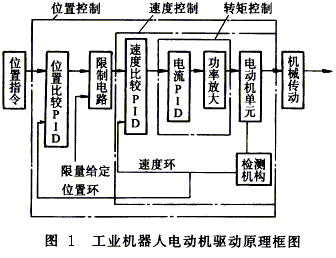 位置控制
速度控制
转矩控制
位置指令
位置比较PID
限制电路
速度比较PID
电流PID
功率放大
电动机单元
机械传动
限量给定
速度环
位置环
检测机构
图 1 工业机器人电动机驱动原理框图